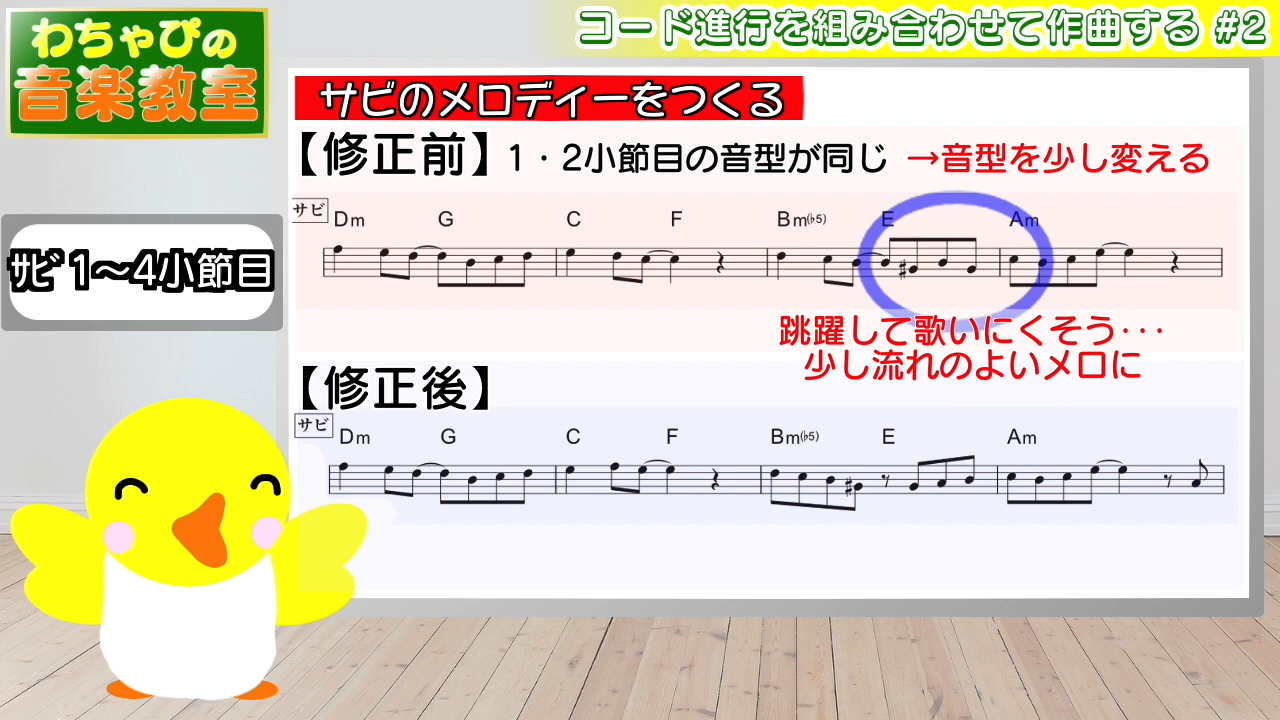 わちゃぴの
音楽教室
コード進行を組み合わせて作曲する #2
サビのメロディーをつくる
【修正前】1・2小節目の音型が同じ →音型を少し変える
サビ
Dm G C F Bm(♭5) E Am
ｻﾋﾞ 1〜4小節目
跳躍して歌いにくそう･･･
少し流れのよいメロに
【修正後】
サビ
Dm G C F Bm(♭5) E Am